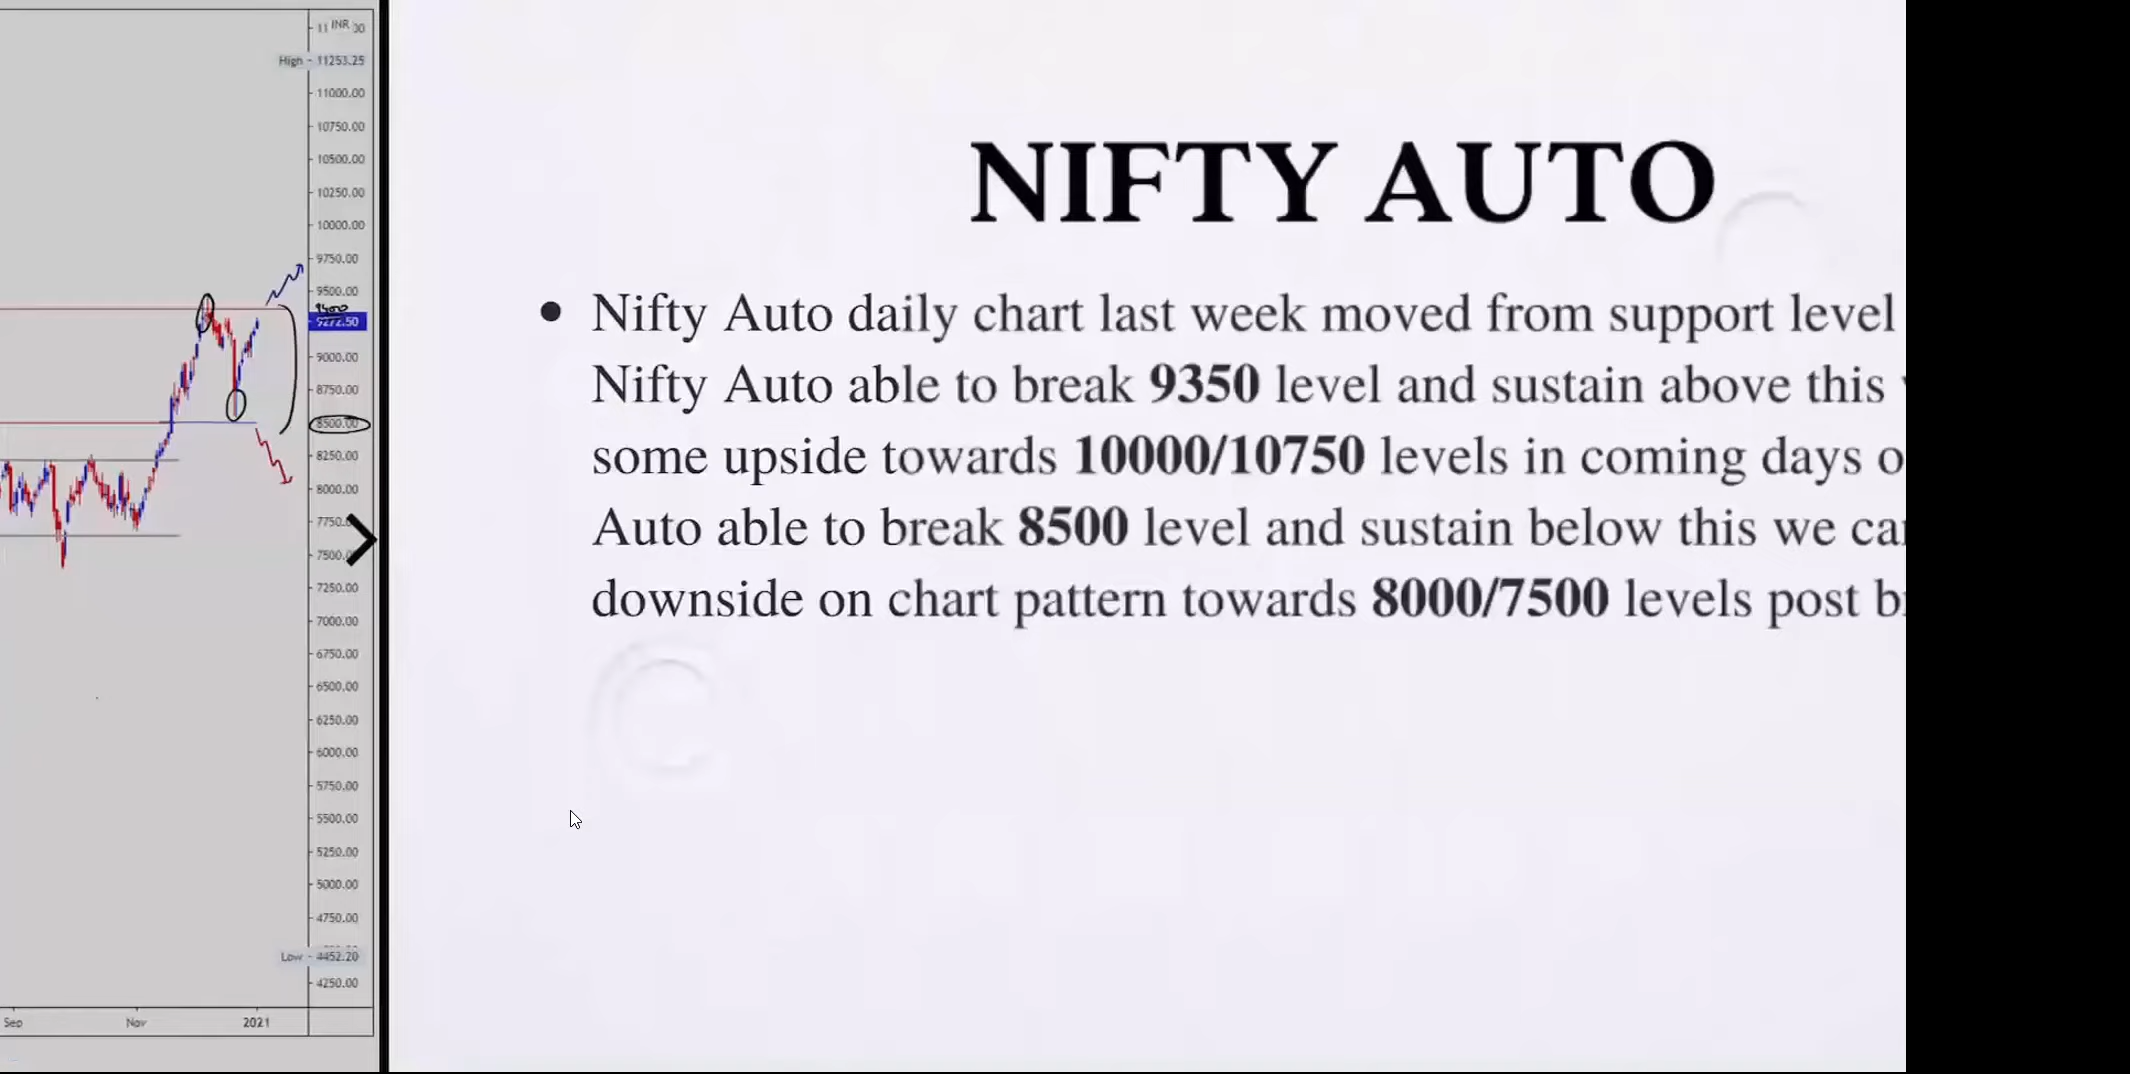 INR
High 11253.25
11000.00
10750.00
10500.00
10250.00
10000.00
9750.00
9500.00
9400
9272.50
9000.00
8750.00
8500.00
8250.00
8000.00
7750.0
7500.0
7250.00
7000.00
6750.00
6500.00
6250.00
6000.00
5750.00
5500.00
5250.00
5000.00
4750.00
Low 4452.20
4250.00
Sep Nov 2021
NIFTY AUTO
• Nifty Auto daily chart last week moved from support level
Nifty Auto able to break 9350 level and sustain above this
some upside towards 10000/10750 levels in coming days o
Auto able to break 8500 level and sustain below this we ca
downside on chart pattern towards 8000/7500 levels post b